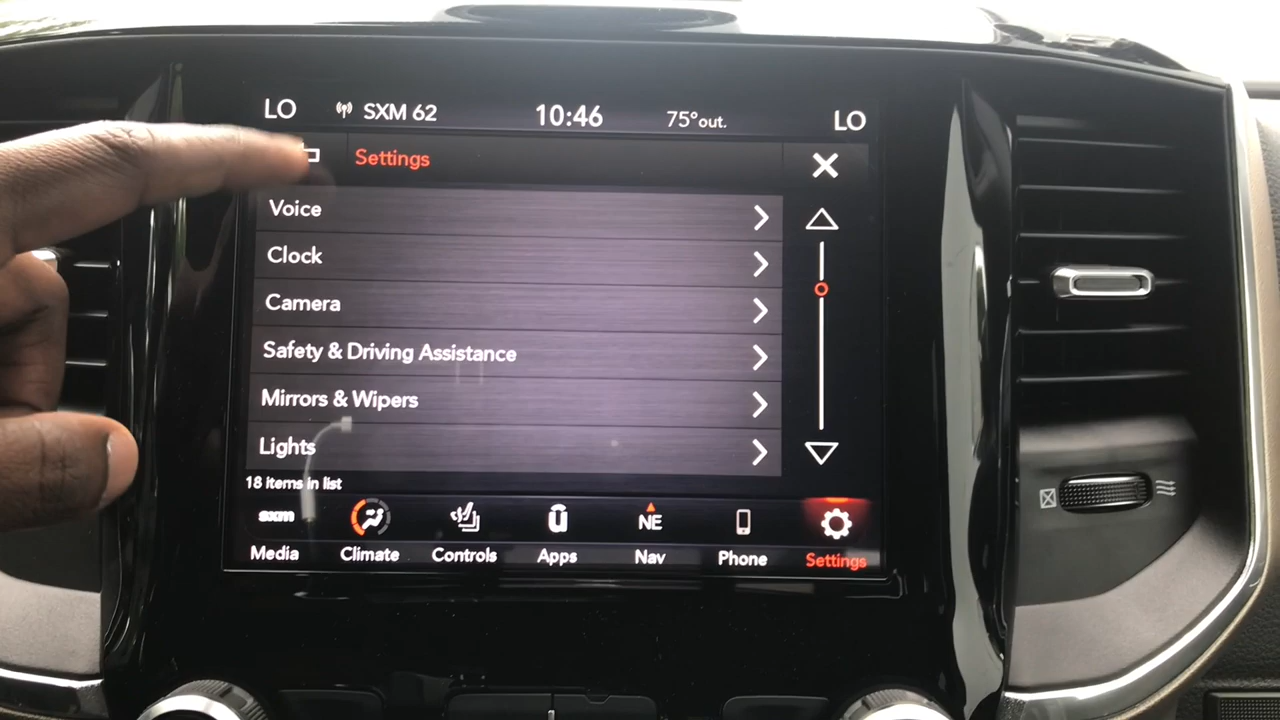 LO SXM 62 10:46 75°out. LO
Settings
Voice
Clock
Camera
Safety & Driving Assistance
Mirrors & Wipers
Lights
18 items in list
sxm NE
Media Climate Controls Apps Nav Phone Settings